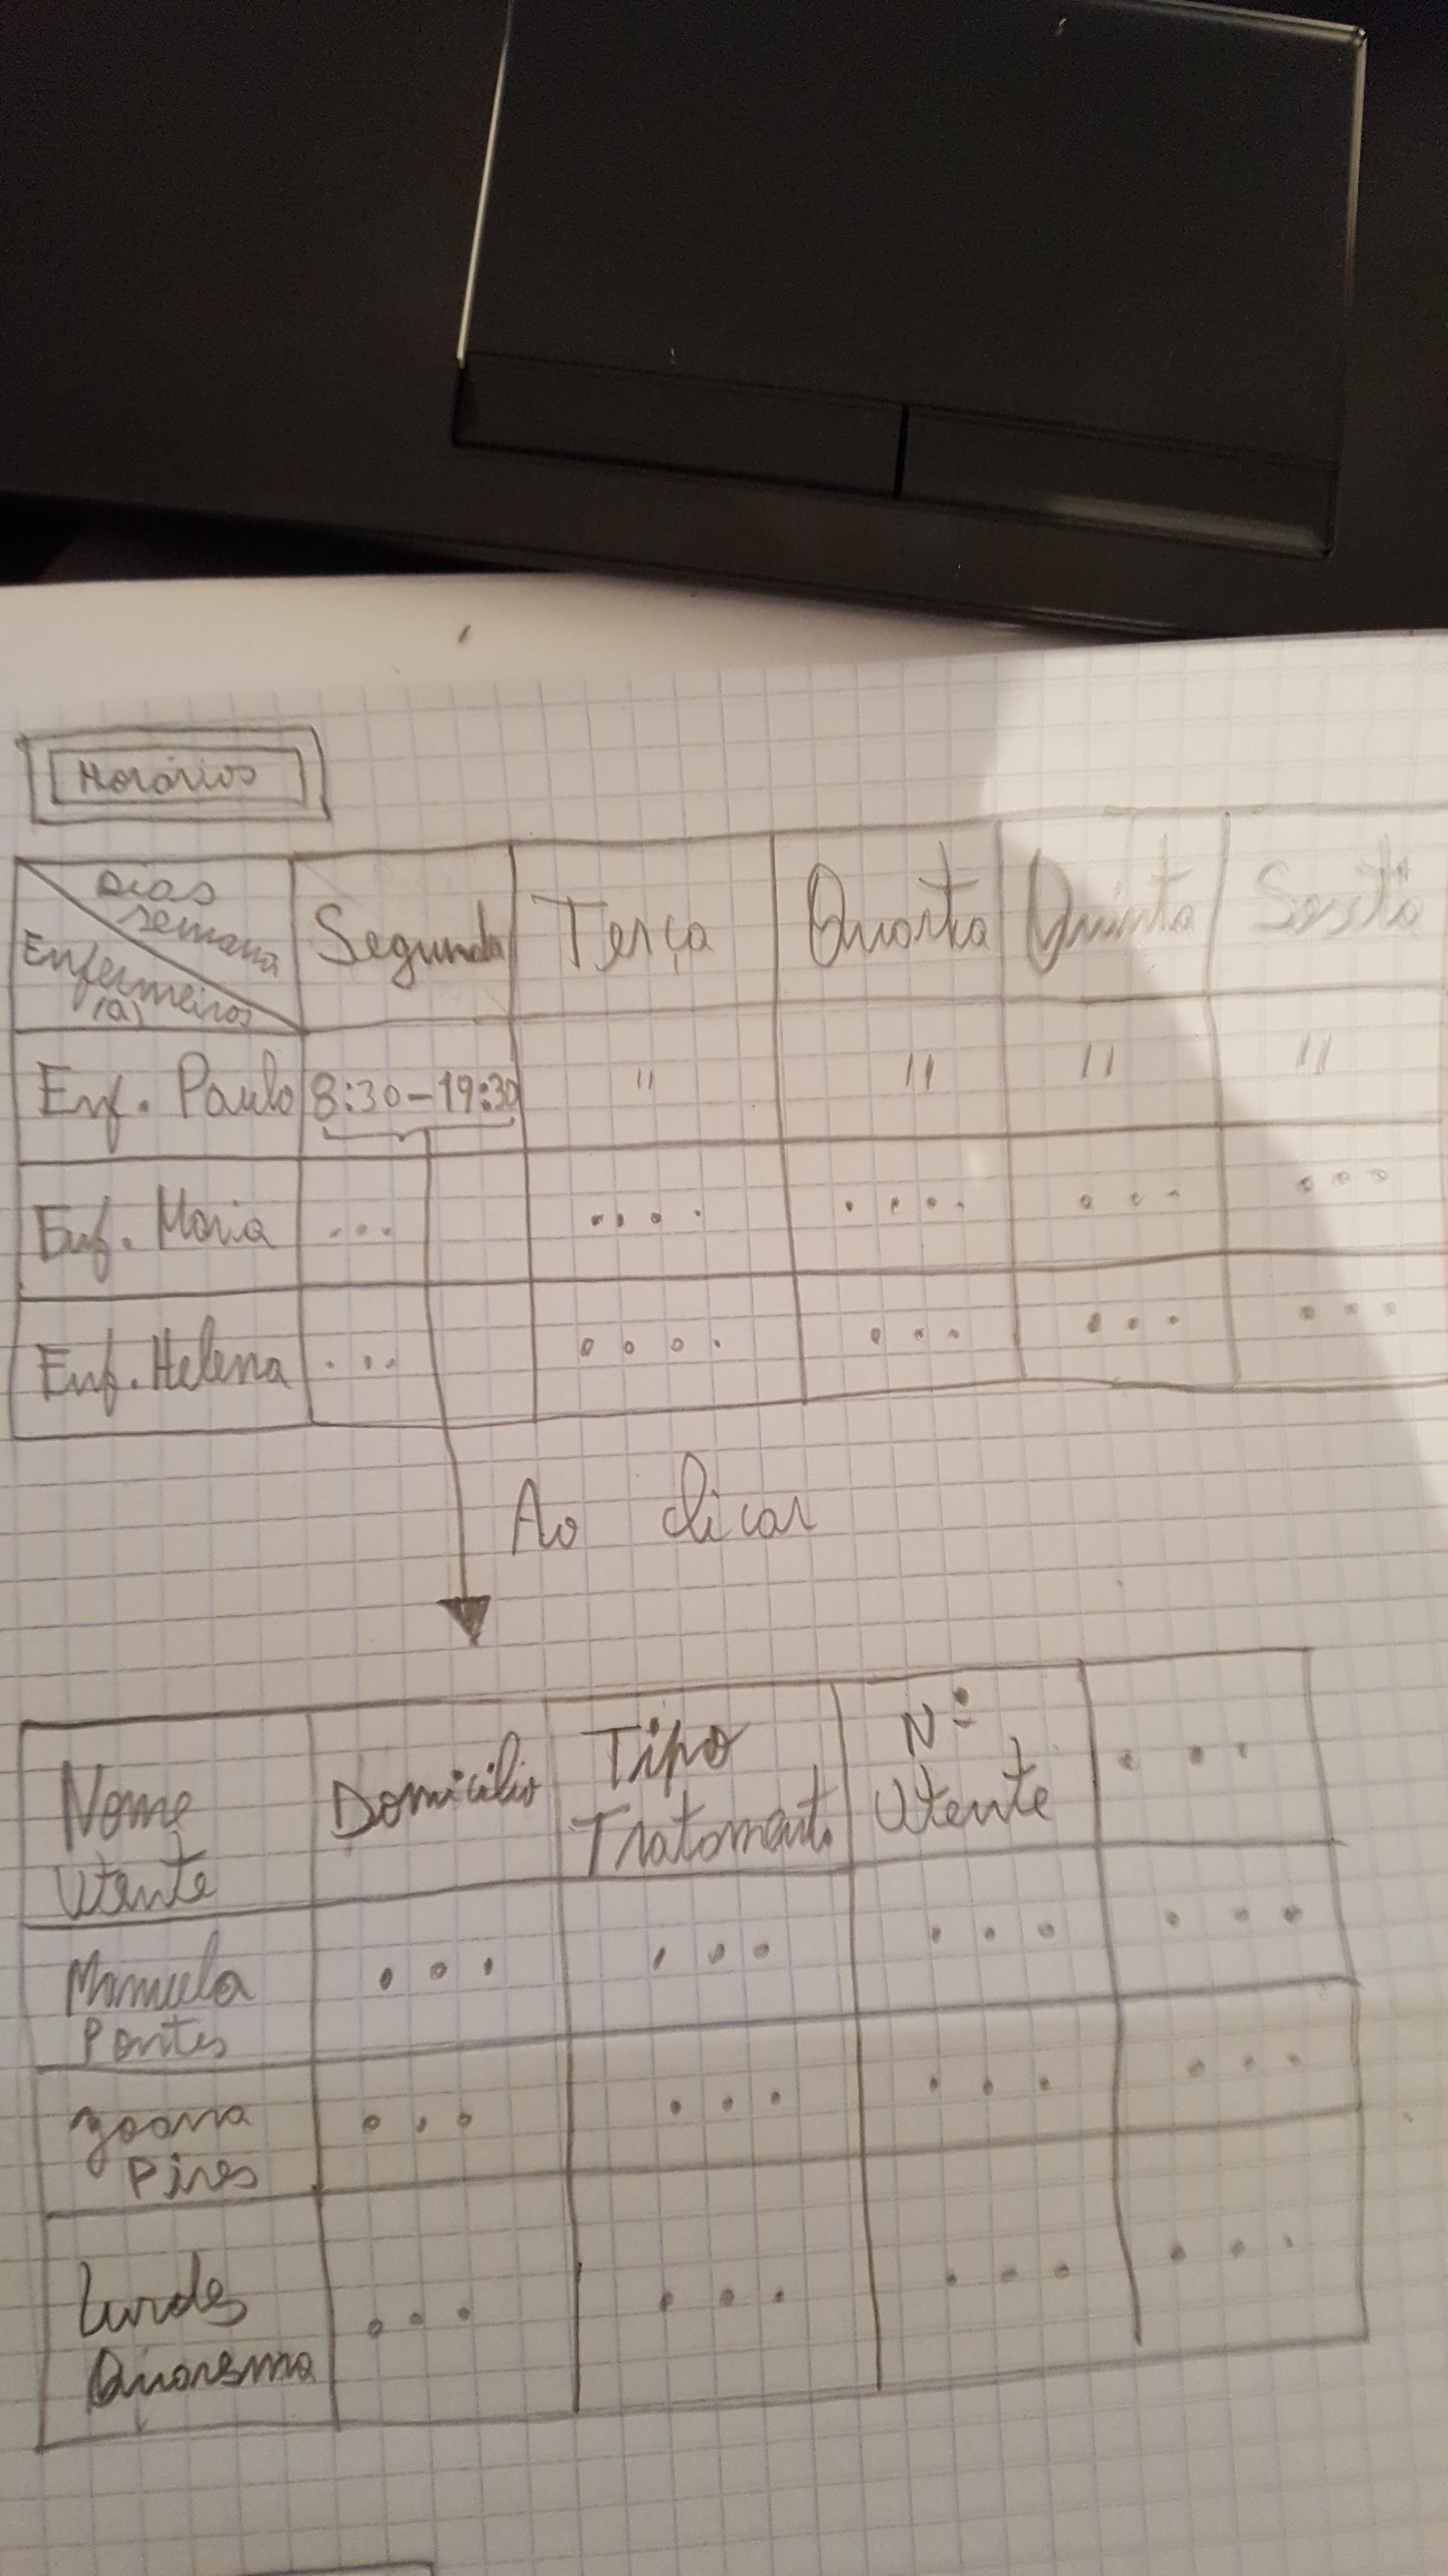 Horários
Dias semana Enfermeiros (a) Segunda Terça Quarta Quinta Sexta
Enf. Paulo 8:30-19:30 " " " "
Enf. Maria ... .... .... ... ...
Enf. Helena ... .... ... ... ...
Ao clicar
Nome Utente Domicilio Tipo Tratamento Nº Utente ...
Manuela Pontes ... ... ... ...
Joana Pires ... ... ... ...
Lurdes Quaresma ... ... ... ...